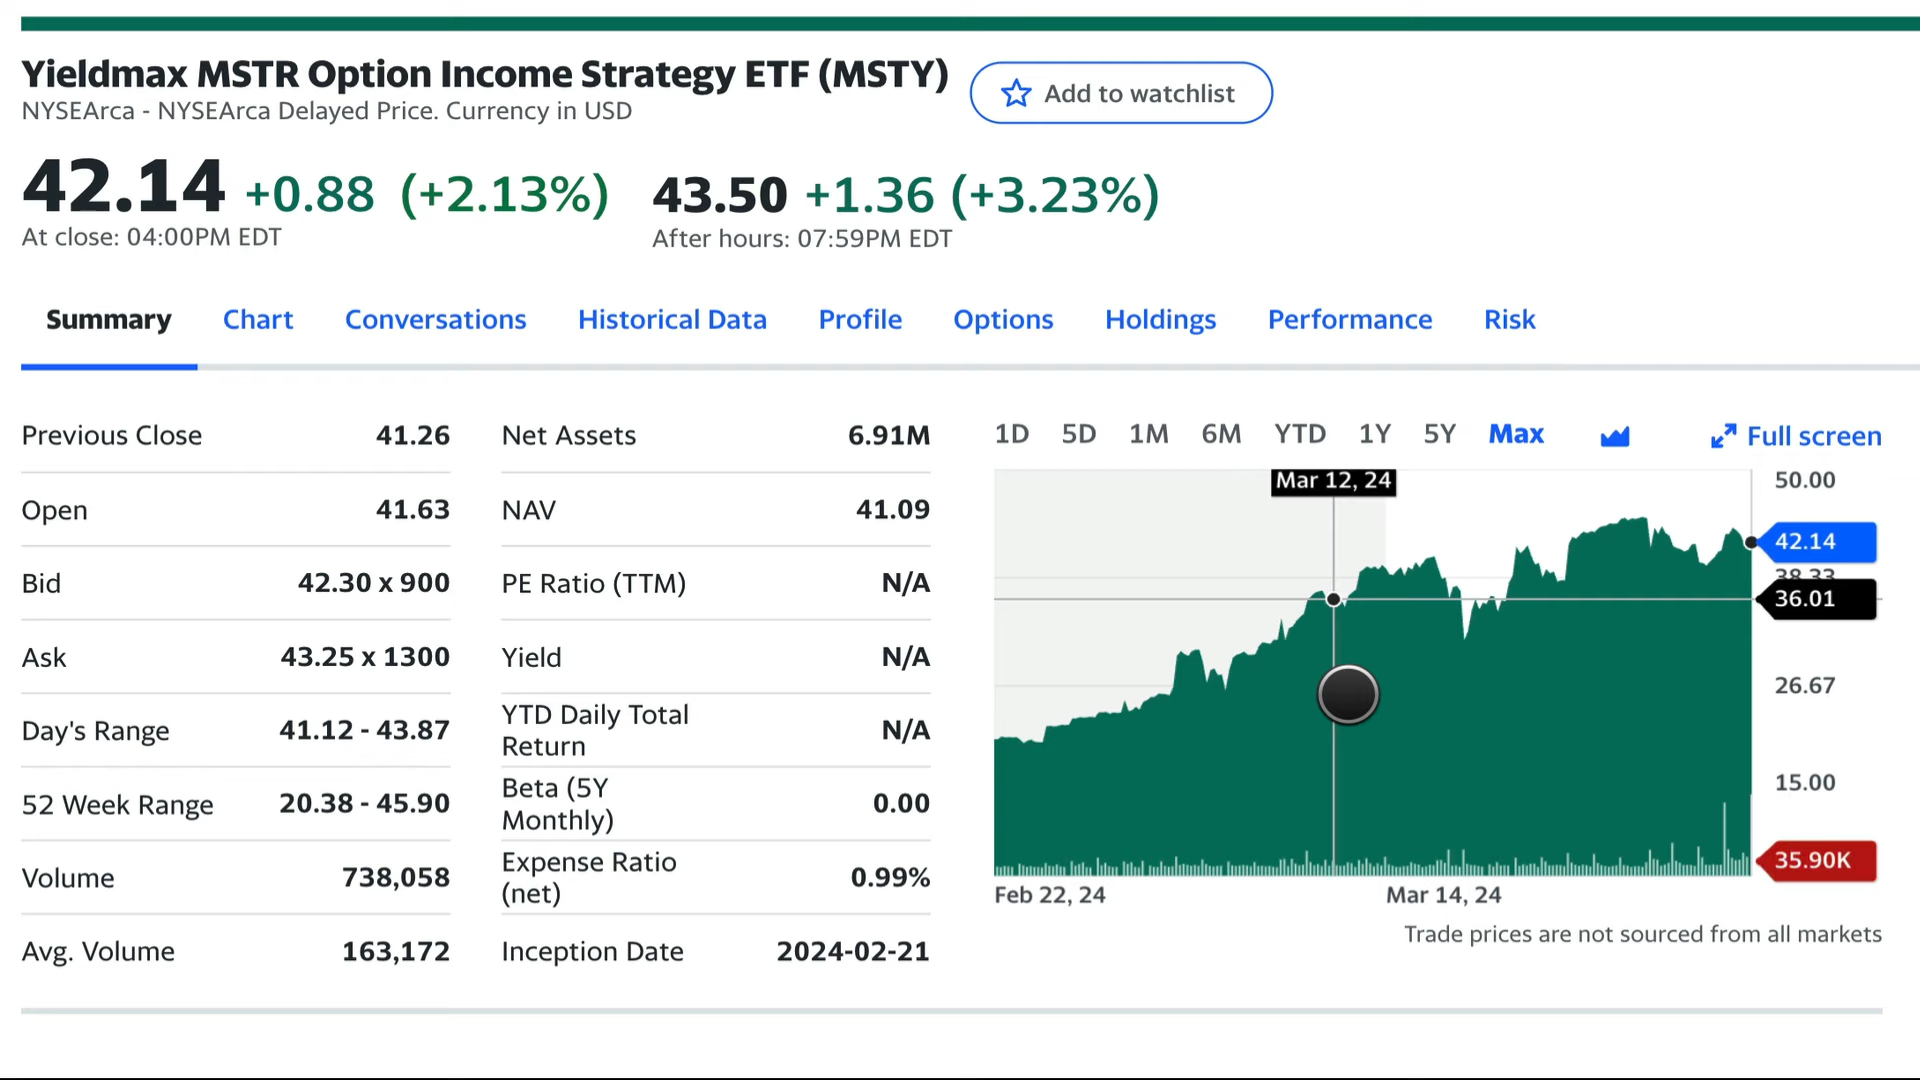 Yieldmax MSTR Option Income Strategy ETF (MSTY)
Add to watchlist
NYSEArca - NYSEArca Delayed Price. Currency in USD
42.14 +0.88 (+2.13%)
At close: 04:00PM EDT
43.50 +1.36 (+3.23%)
After hours: 07:59PM EDT
Summary Chart Conversations Historical Data Profile Options Holdings Performance Risk
Previous Close 41.26
Open 41.63
Bid 42.30 x 900
Ask 43.25 x 1300
Day's Range 41.12 - 43.87
52 Week Range 20.38 - 45.90
Volume 738,058
Avg. Volume 163,172
Net Assets 6.91M
NAV 41.09
PE Ratio (TTM) N/A
Yield N/A
YTD Daily Total
Return N/A
Beta (5Y
Monthly) 0.00
Expense Ratio
(net) 0.99%
Inception Date 2024-02-21
1D 5D 1M 6M YTD 1Y 5Y Max Full screen
Mar 12, 24
50.00
42.14
38.33
36.01
26.67
15.00
35.90K
Feb 22, 24 Mar 14, 24
Trade prices are not sourced from all markets